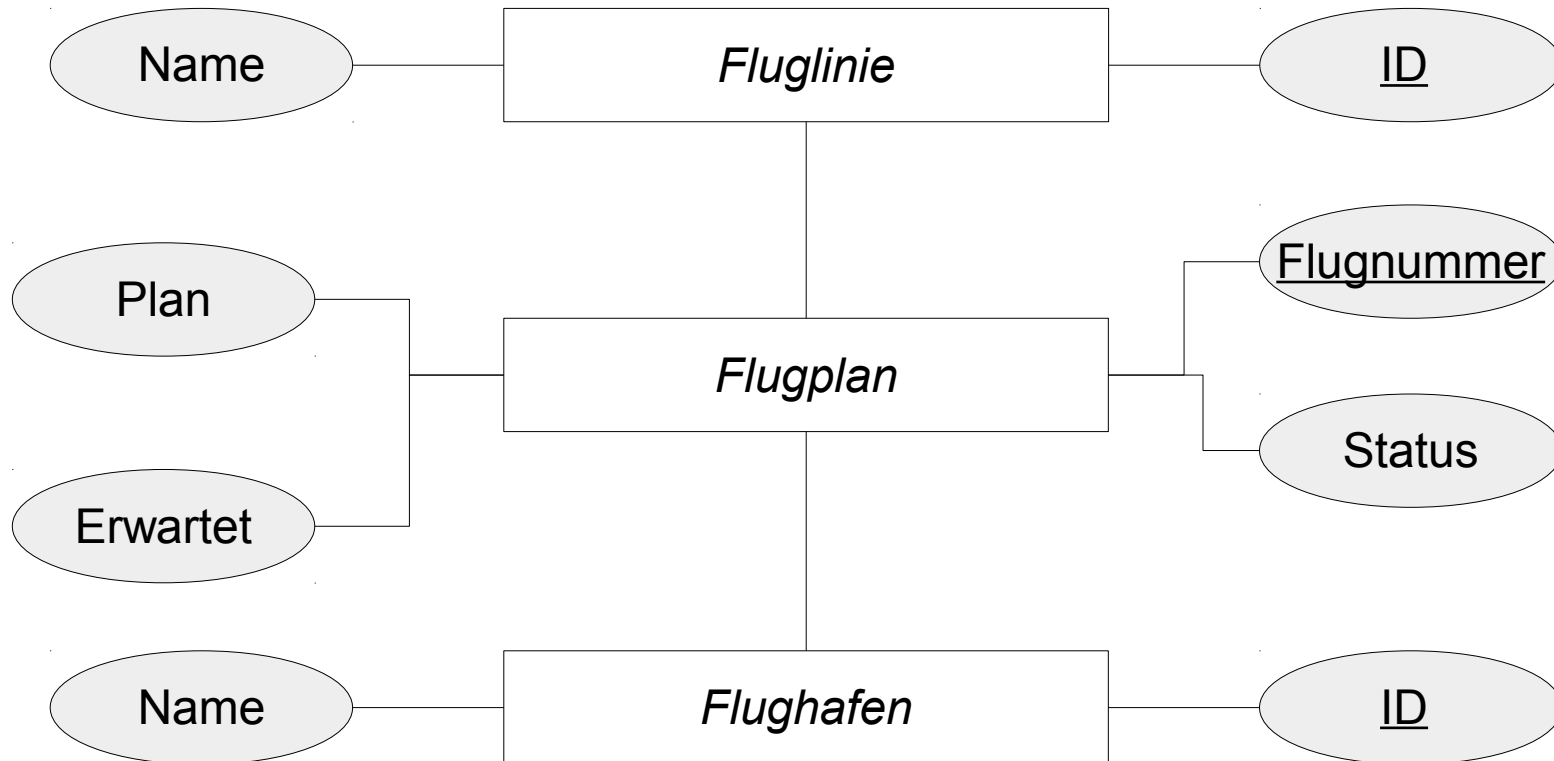 Name
Fluglinie
ID
Plan
Flugnummer
Flugplan
Erwartet
Status
Name
Flughafen
ID